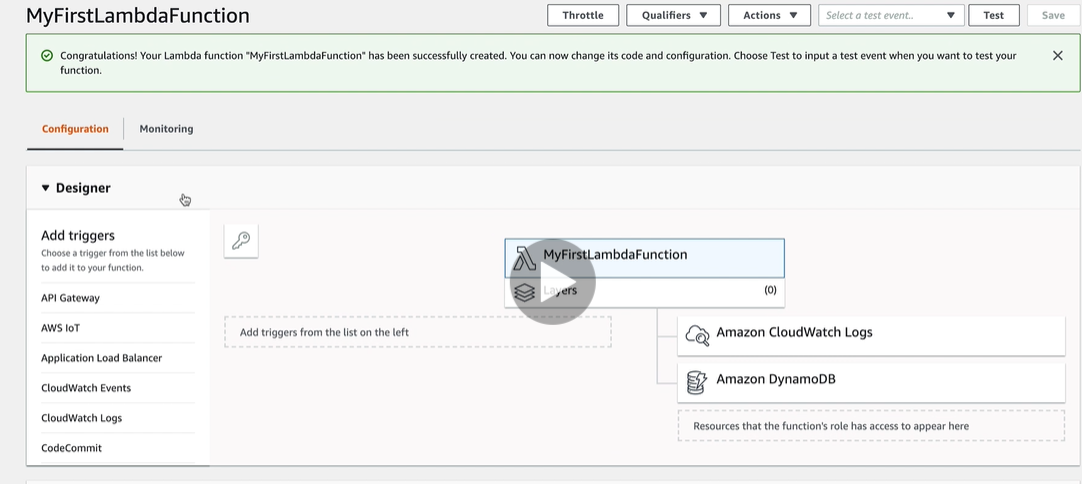 MyFirstLambdaFunction
Throttle
Qualifiers
Actions
Select a test event..
Test
Save
Congratulations! Your Lambda function "MyFirstLambdaFunction" has been successfully created. You can now change its code and configuration. Choose Test to input a test event when you want to test your
function.
Configuration
Monitoring
Designer
Add triggers
Choose a trigger from the list below
to add it to your function.
API Gateway
AWS IoT
Application Load Balancer
CloudWatch Events
CloudWatch Logs
CodeCommit
Add triggers from the list on the left
MyFirstLambdaFunction
Layers
(0)
Amazon CloudWatch Logs
Amazon DynamoDB
Resources that the function's role has access to appear here